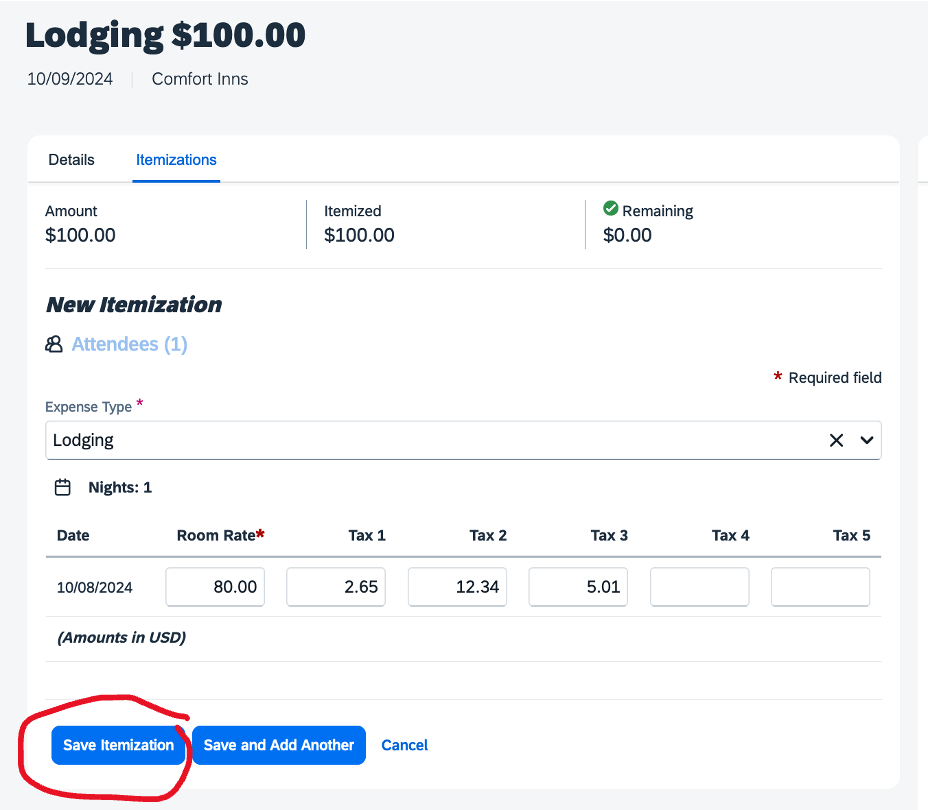 Lodging $100.00
10/09/2024 Comfort Inns
Details Itemizations
Amount Itemized Remaining
$100.00 $100.00 $0.00
New Itemization
Attendees (1)
* Required field
Expense Type *
Lodging
Nights: 1
Date Room Rate* Tax 1 Tax 2 Tax 3 Tax 4 Tax 5
10/08/2024 80.00 2.65 12.34 5.01
(Amounts in USD)
Save Itemization Save and Add Another Cancel